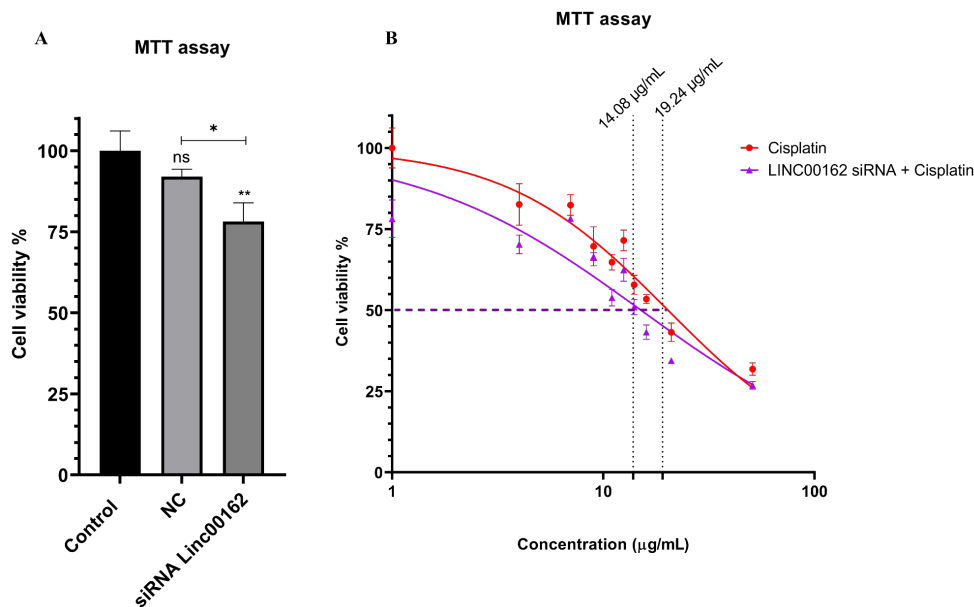 A
MTT assay
Cell viability %
100
75
50
25
0
ns
*
**
Control
NC
siRNA Linc00162
B
MTT assay
14.08 µg/mL
19.24 µg/mL
Cell viability %
100
75
50
25
0
1
10
100
Concentration (μg/mL)
Cisplatin
LINC00162 siRNA + Cisplatin